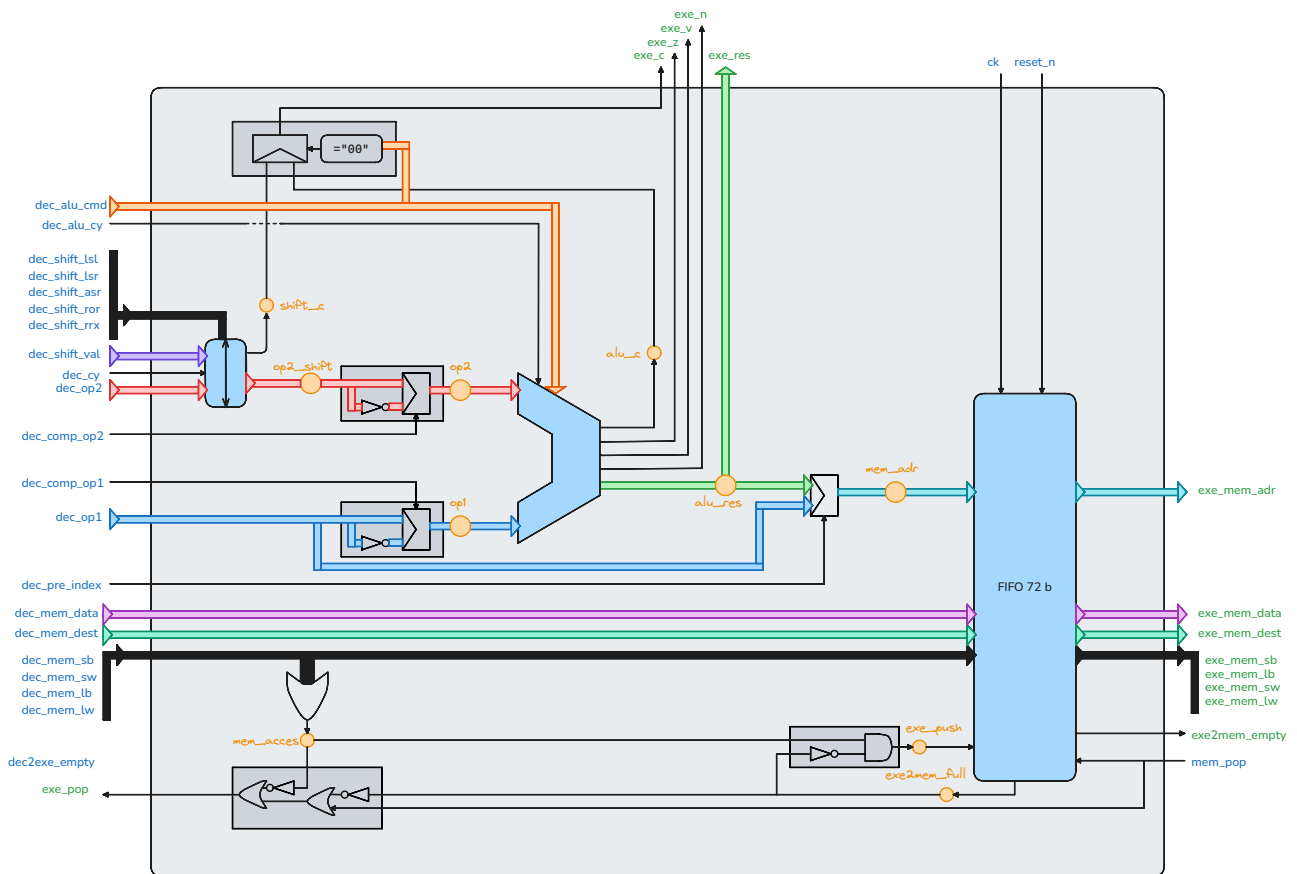 exe_n
exe_v
exe_z
exe_c
exe_res
ck
reset_n
="00"
dec_alu_cmd
dec_alu_cy
dec_shift_lsl
dec_shift_lsr
dec_shift_asr
dec_shift_ror
dec_shift_rrx
shift_c
dec_shift_val
dec_cy
dec_op2
op2_shift
op2
alu_c
dec_comp_op2
dec_comp_op1
dec_op1
op1
alu_res
mem_adr
exe_mem_adr
dec_pre_index
FIFO 72 b
dec_mem_data
exe_mem_data
dec_mem_dest
exe_mem_dest
dec_mem_sb
dec_mem_sw
dec_mem_lb
dec_mem_lw
exe_mem_sb
exe_mem_lb
exe_mem_sw
exe_mem_lw
mem_acces
exe_push
exe2mem_empty
dec2exe_empty
mem_pop
exe2mem_full
exe_pop